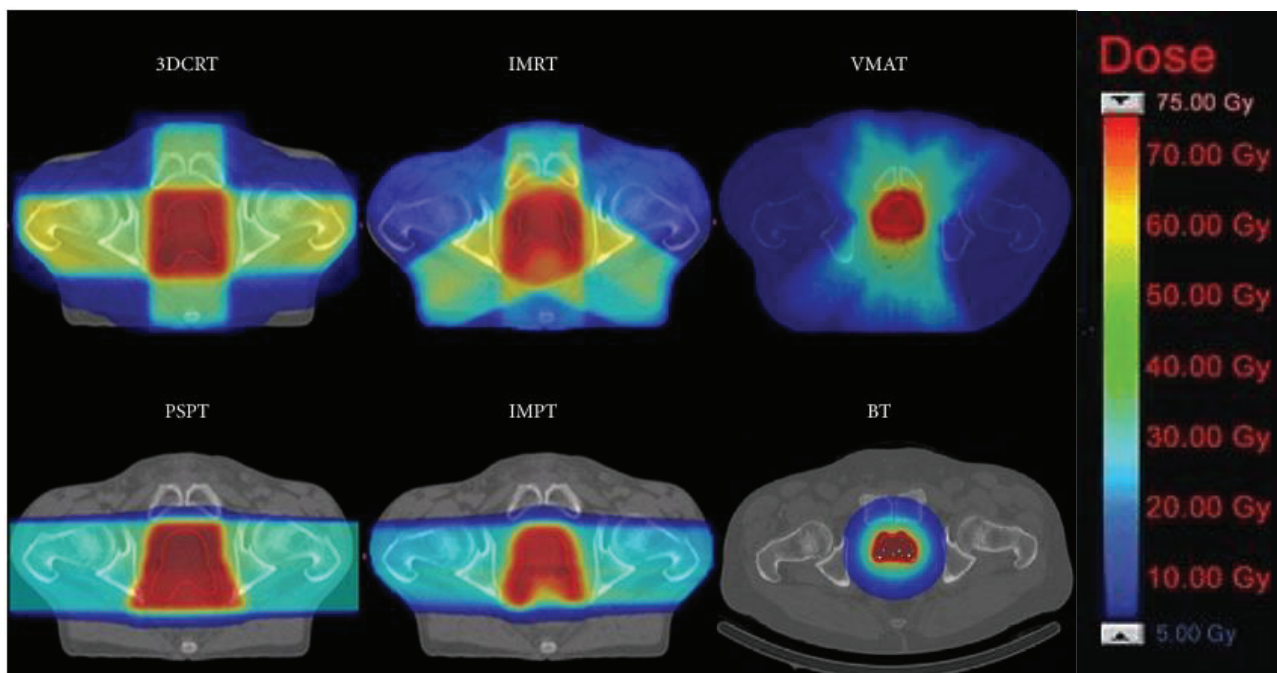 3DCRT
IMRT
VMAT
PSPT
IMPT
BT
Dose
75.00 Gy
70.00 Gy
60.00 Gy
50.00 Gy
40.00 Gy
30.00 Gy
20.00 Gy
10.00 Gy
5.00 Gy